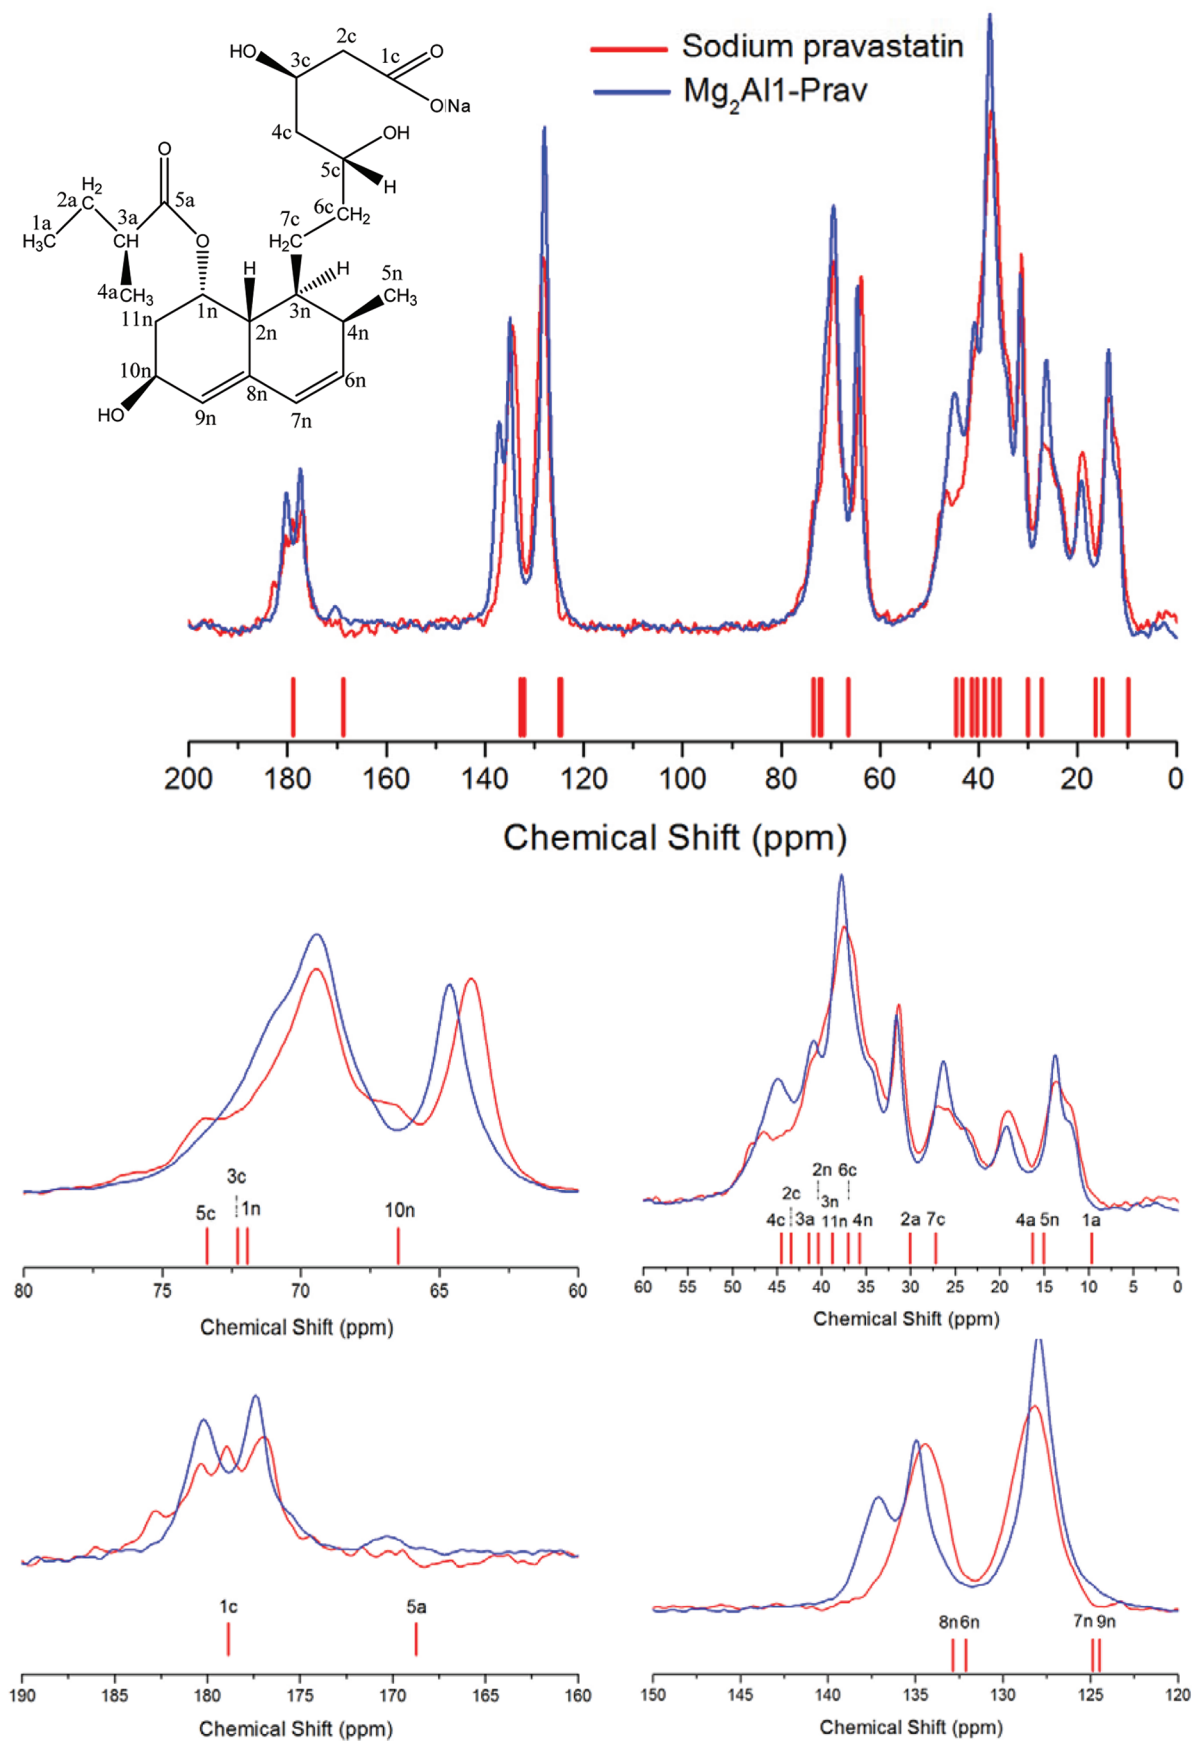 Sodium pravastatin
Mg2Al1-Prav
HO
3c
2c
1c
O
ONa
4c
OH
5c
H
O
H2
2a C
5a
1a
3a
H3C
O
4a CH3
6c CH2
7c
H2C
H
H
5n
CH3
11n
1n
2n
3n
4n
10n
HO
9n
8n
7n
6n
200 180 160 140 120 100 80 60 40 20 0
Chemical Shift (ppm)
3c
5c 1n 10n
80 75 70 65 60
Chemical Shift (ppm)
2n 6c
2c 3n
4c 3a 11n 4n 2a 7c 4a 5n 1a
60 55 50 45 40 35 30 25 20 15 10 5 0
Chemical Shift (ppm)
1c 5a
190 185 180 175 170 165 160
Chemical Shift (ppm)
8n 6n 7n 9n
150 145 140 135 130 125 120
Chemical Shift (ppm)